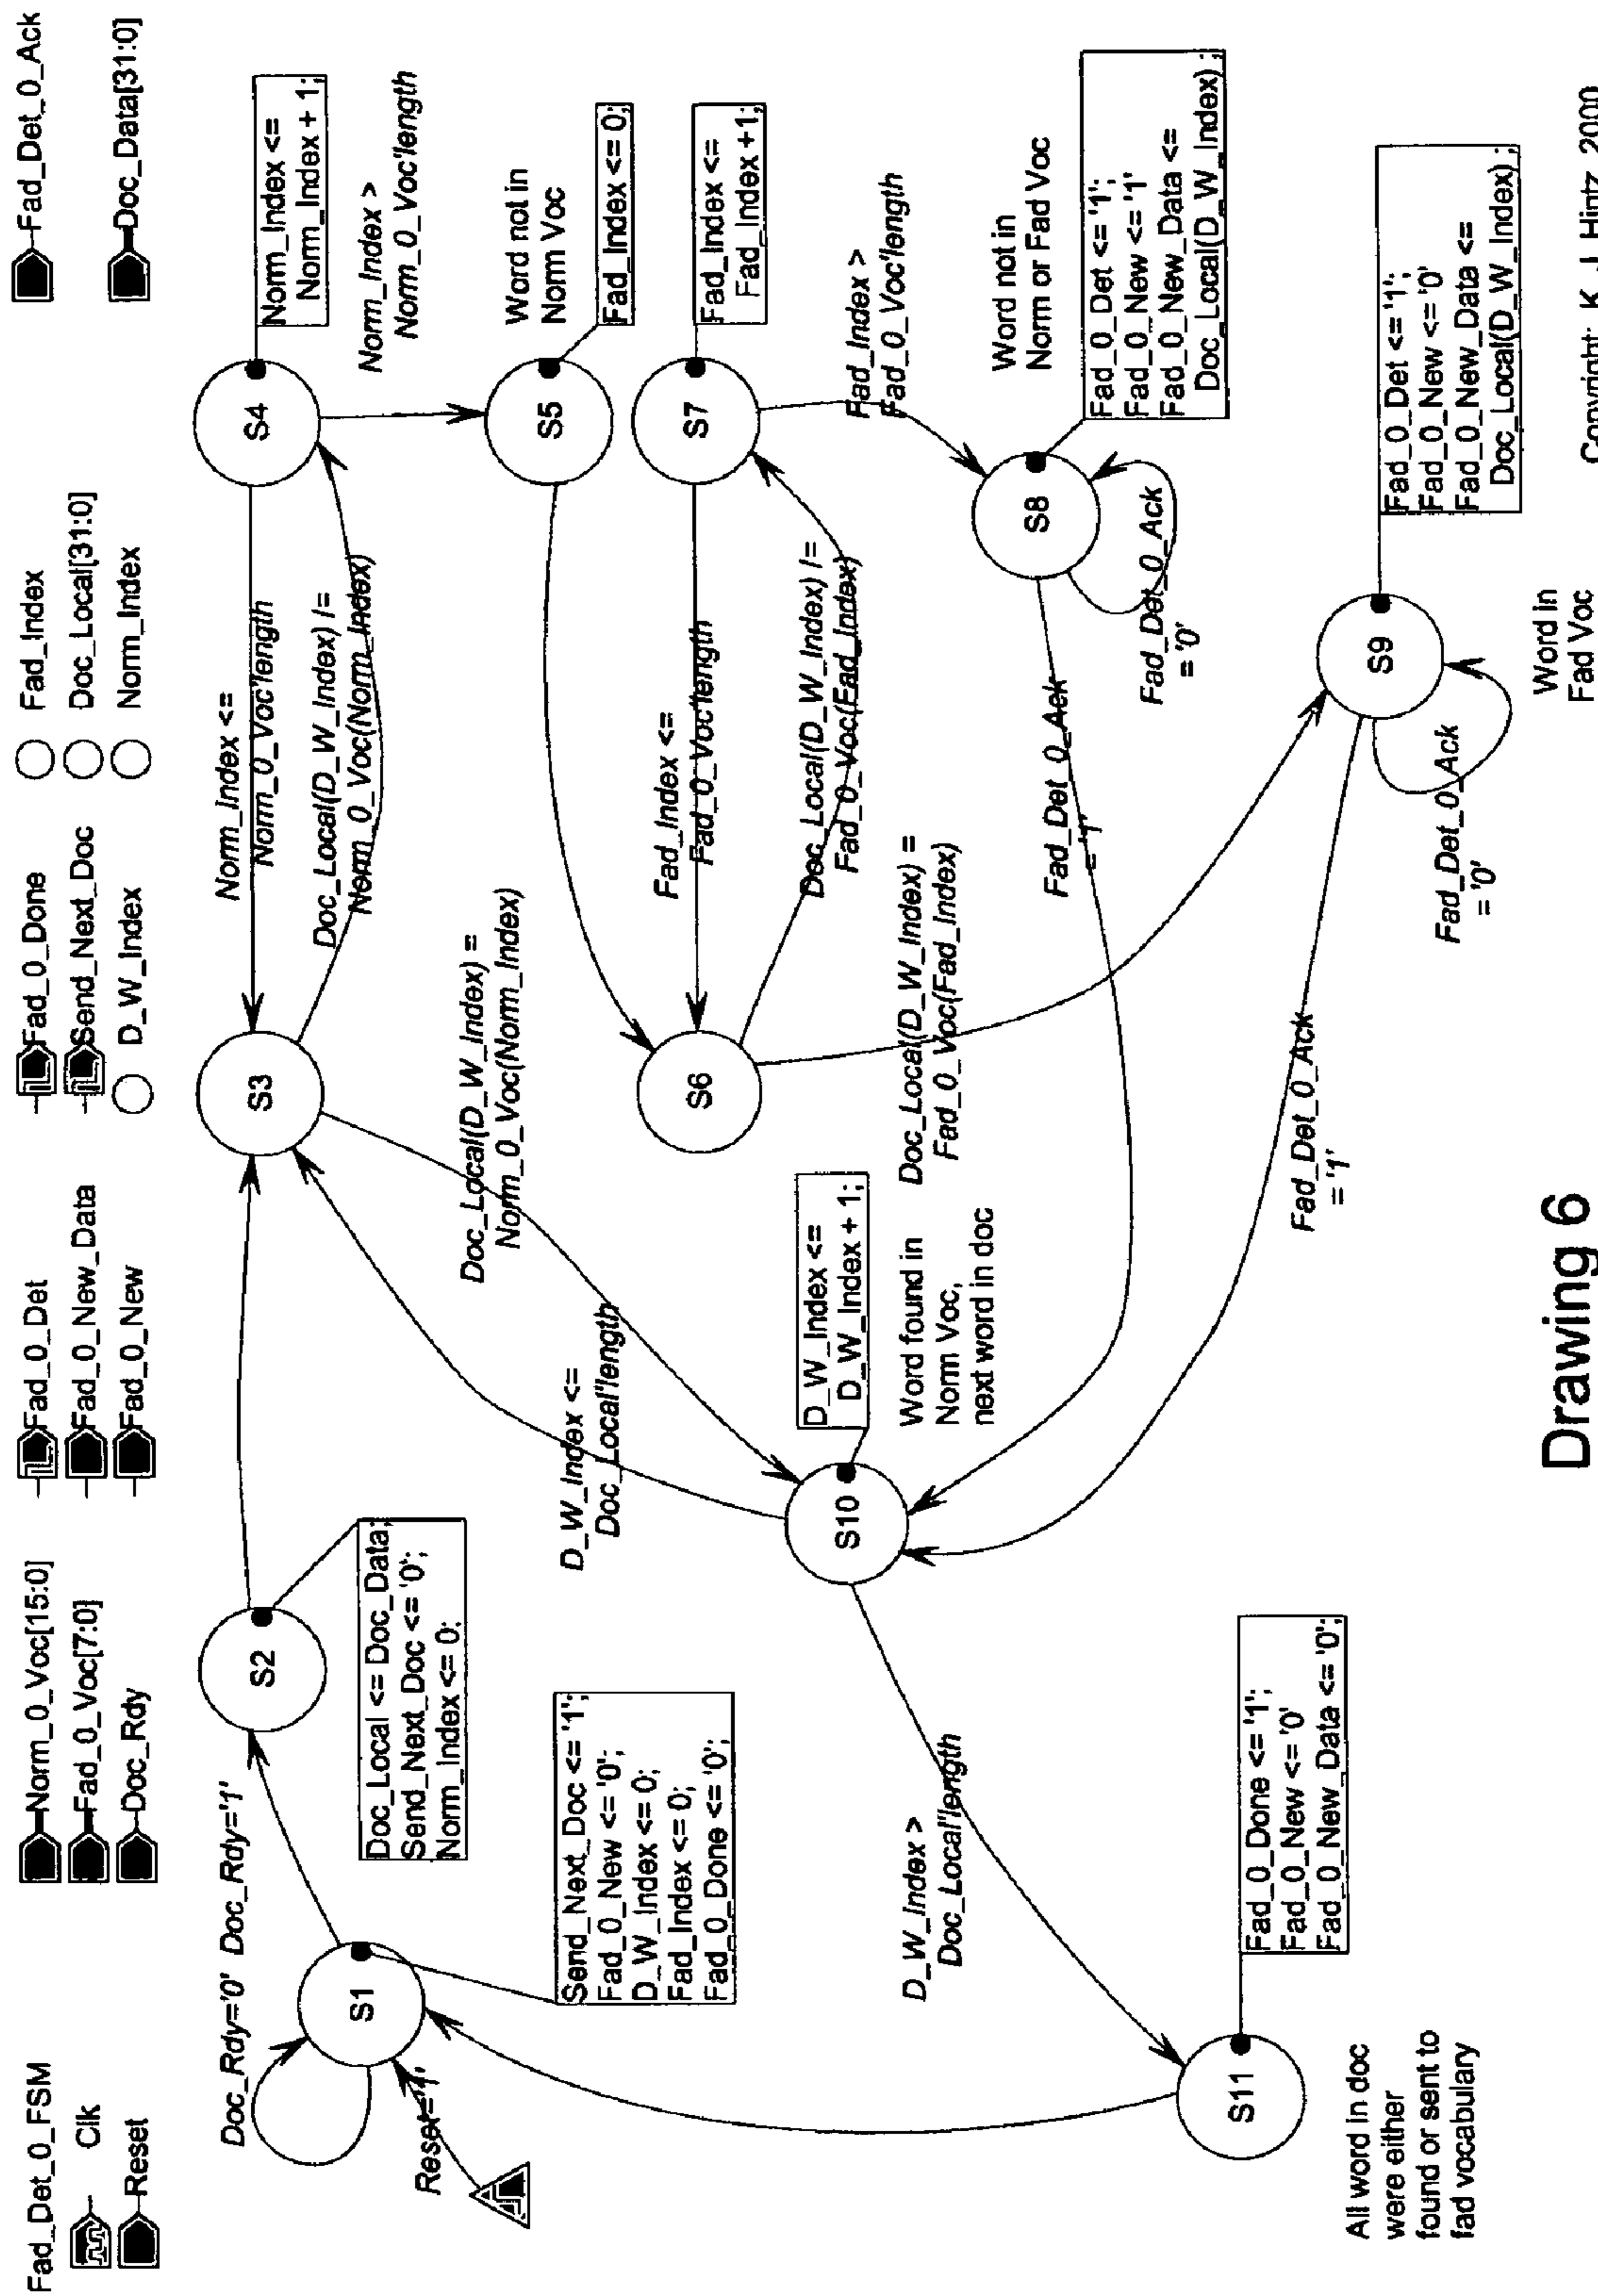 Fad_Det_0_FSM
Clk
Reset
Norm_0_Voc[15:0]
Fad_0_Voc[7:0]
Doc_Rdy
Fad_0_Det
Fad_0_New_Data
Fad_0_New
Fad_0_Done
Send_Next_Doc
D_W_Index
Fad_Index
Doc_Local[31:0]
Norm_Index
Fad_Det_0_Ack
Doc_Data[31:0]
Doc_Rdy='0'
Doc_Rdy='1'
Reset='1'
S1
Send_Next_Doc <= '1';
Fad_0_New <= '0';
D_W_Index <= 0;
Fad_Index <= 0;
Fad_0_Done <= '0';
S2
Doc_Local <= Doc_Data;
Send_Next_Doc <= '0';
Norm_Index <= 0;
S3
Norm_Index <=
Norm_0_Voc'length
Doc_Local(D_W_Index) /=
Norm_0_Voc(Norm_Index)
S4
Norm_Index <=
Norm_Index + 1;
Norm_Index >
Norm_0_Voc'length
Doc_Local(D_W_Index) =
Norm_0_Voc(Norm_Index)
D_W_Index <=
Doc_Local'length
S5
Word not in
Norm Voc
Fad_Index <= 0;
S6
Fad_Index <=
Fad_0_Voc'length
Doc_Local(D_W_Index) /=
Fad_0_Voc(Fad_Index)
S7
Fad_Index <=
Fad_Index +1;
Fad_Index >
Fad_0_Voc'length
S10
D_W_Index <=
D_W_Index + 1;
Word found in
Norm Voc,
next word in doc
Doc_Local(D_W_Index) =
Fad_0_Voc(Fad_Index)
Fad_Det_0_Ack
= '1'
S8
Fad_Det_0_Ack
= '0'
Word not in
Norm or Fad Voc
Fad_0_Det <= '1';
Fad_0_New <='1'
Fad_0_New_Data <=
Doc_Local(D_W_Index) ;
D_W_Index >
Doc_Local'length
S11
Fad_0_Done <= '1';
Fad_0_New <= '0'
Fad_0_New_Data <= '0';
All word in doc
were either
found or sent to
fad vocabulary
Fad_Det_0_Ack
= '1'
S9
Fad_Det_0_Ack
= '0'
Fad_0_Det <='1';
Fad_0_New <='0'
Fad_0_New_Data <=
Doc_Local(D_W_Index) ;
Word in
Fad Voc
Drawing 6
Copyright: K. J. Hintz, 2000